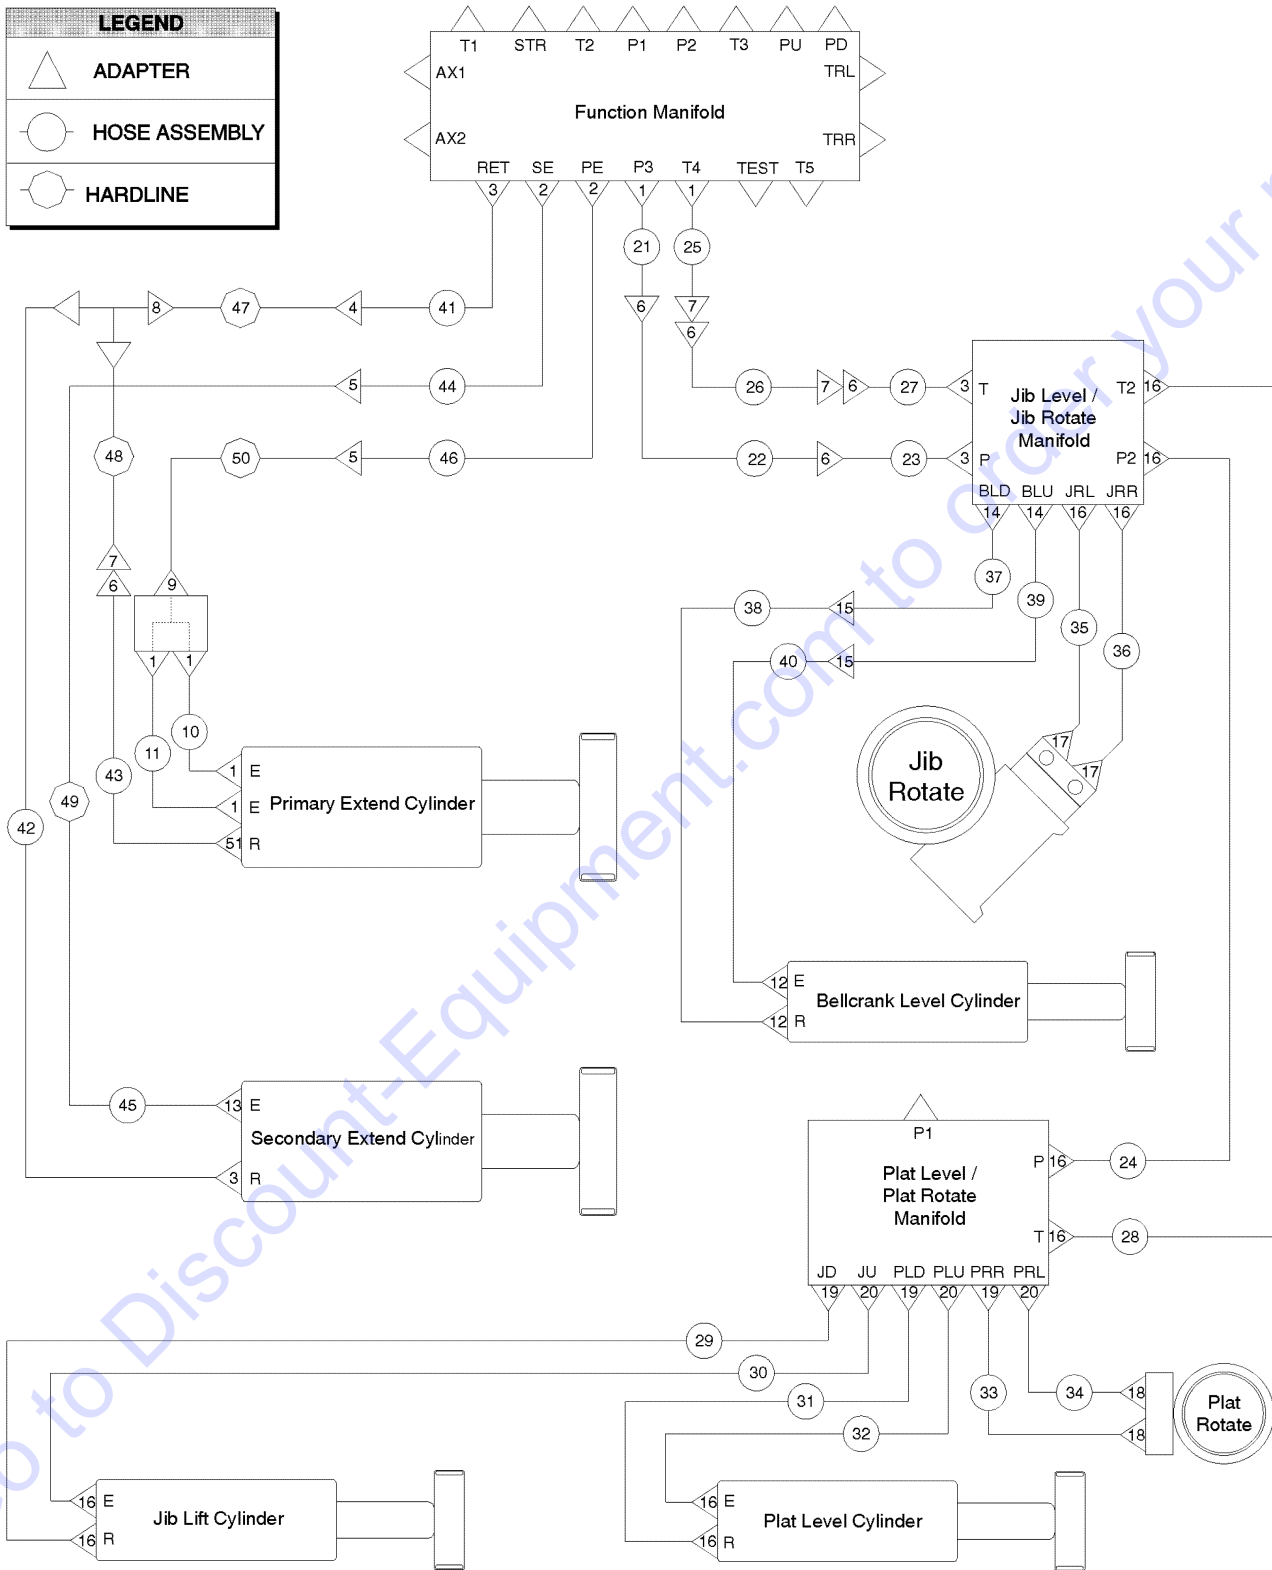 LEGEND
ADAPTER
HOSE ASSEMBLY
HARDLINE
T1 STR T2 P1 P2 T3 PU PD
AX1 TRL
Function Manifold
AX2 TRR
RET SE PE P3 T4 TEST T5
3 2 2 1 1
21 25
8 47 4 41 6 7
6
5 44 26 7 6 27 3 T T2 16
Jib Level /
Jib Rotate
Manifold
48 50 5 46 22 6 23 3 P P2 16
BLD BLU JRL JRR
14 14 16 16
7
6 9
37
39
38 15
35
36
1 1
40 15
10
11
43
49
42
1 E
1 E
Primary Extend Cylinder
51 R
17
17
Jib
Rotate
12 E
Bellcrank Level Cylinder
12 R
45 13 E
Secondary Extend Cylinder
3 R
P1
P 16 24
Plat Level /
Plat Rotate
Manifold
T 16 28
JD JU PLD PLU PRR PRL
19 20 19 20 19 20
29
30
31
32
33
34 18
18
Plat
Rotate
16 E
Jib Lift Cylinder
16 R
16 E
Plat Level Cylinder
16 R
to Discount-Equipment.com to order your